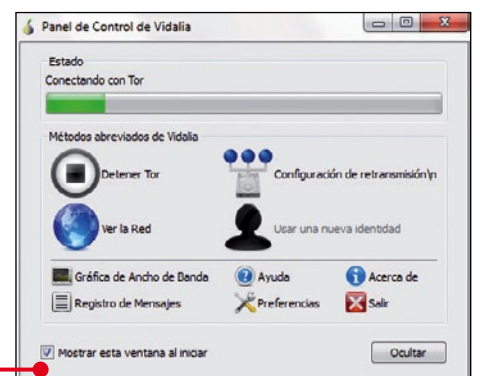 Panel de Control de Vidalia
Estado
Conectando con Tor
Métodos abreviados de Vidalia
Detener Tor
Configuración de retransmisión\n
Ver la Red
Usar una nueva identidad
Gráfica de Ancho de Banda
Ayuda
Acerca de
Registro de Mensajes
Preferencias
Salir
Mostrar esta ventana al iniciar
Ocultar